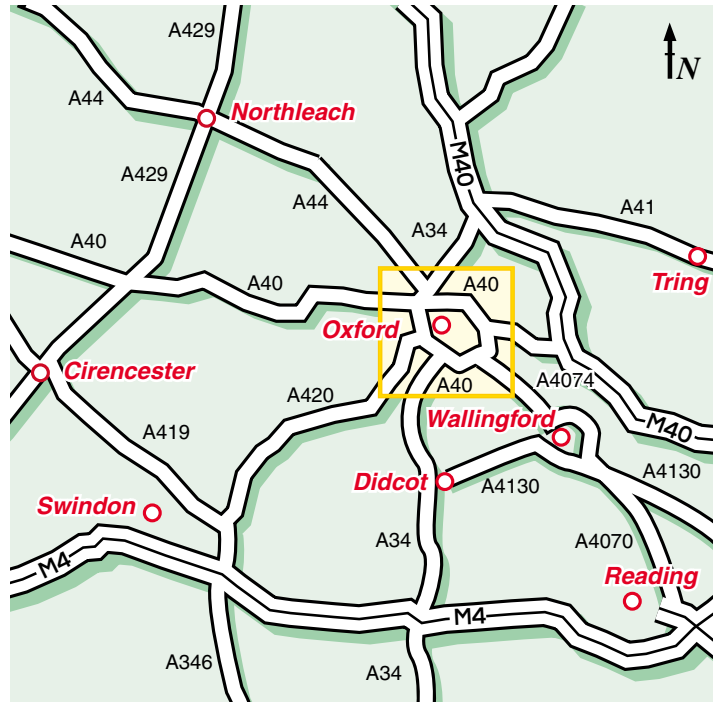 A429
A44
Northleach
N
M40
A429
A44
A41
A34
A40
Tring
A40
A40
Oxford
Cirencester
A4074
A40
A420
Wallingford
M40
A419
A4130
Didcot
A4130
Swindon
A34
A4070
M4
Reading
M4
A346
A34